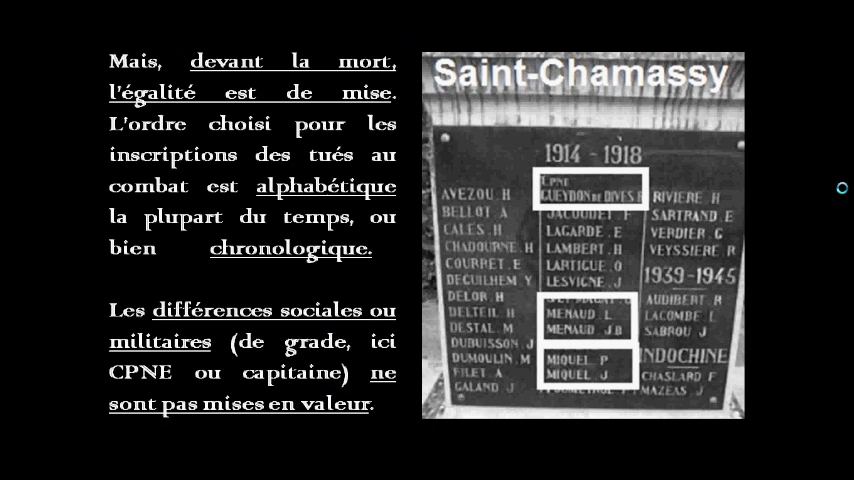 Mais, devant la mort,
l'égalité est de mise.
L'ordre choisi pour les
inscriptions des tués au
combat est alphabétique
la plupart du temps, ou
bien chronologique.
Les différences sociales ou
militaires (de grade, ici
CPNE ou capitaine) ne
sont pas mises en valeur.
Saint-Chamassy
1914 - 1918
AVEZOU . H
BELLOT . A
CALES . H
CHADOURNE . H
COURRET . E
DEGUILHEM . Y
DELOR . H
DELTEIL . H
DESTAL . M
DUBUISSON . J
DUMOULIN . M
FILET . A
GALAND . J
CPNE
GUEYDON DE DIVES
JACOUDET . F
LAGARDE . E
LAMBERT . H
LARTIGUE . O
LESVIGNE . J
MENAUD . L
MENAUD . J.B
MIQUEL . P
MIQUEL . J
RIVIERE . H
SARTRAND . E
VERDIER . G
VEYSSIERE . R
1939-1945
AUDIBERT . R
LACOMBE . L
SABROU . J
INDOCHINE
CHASLARD . F
MAZEAS . J